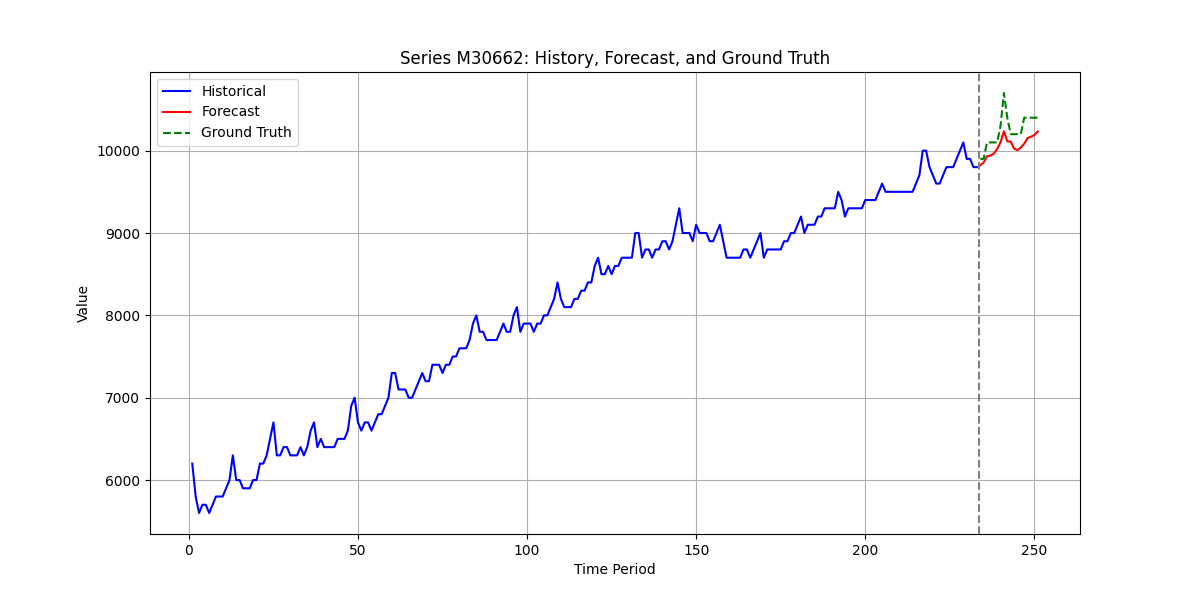 Series M30662: History, Forecast, and Ground Truth
Historical
Forecast
Ground Truth
10000
9000
8000
7000
6000
Value
0 50 100 150 200 250
Time Period